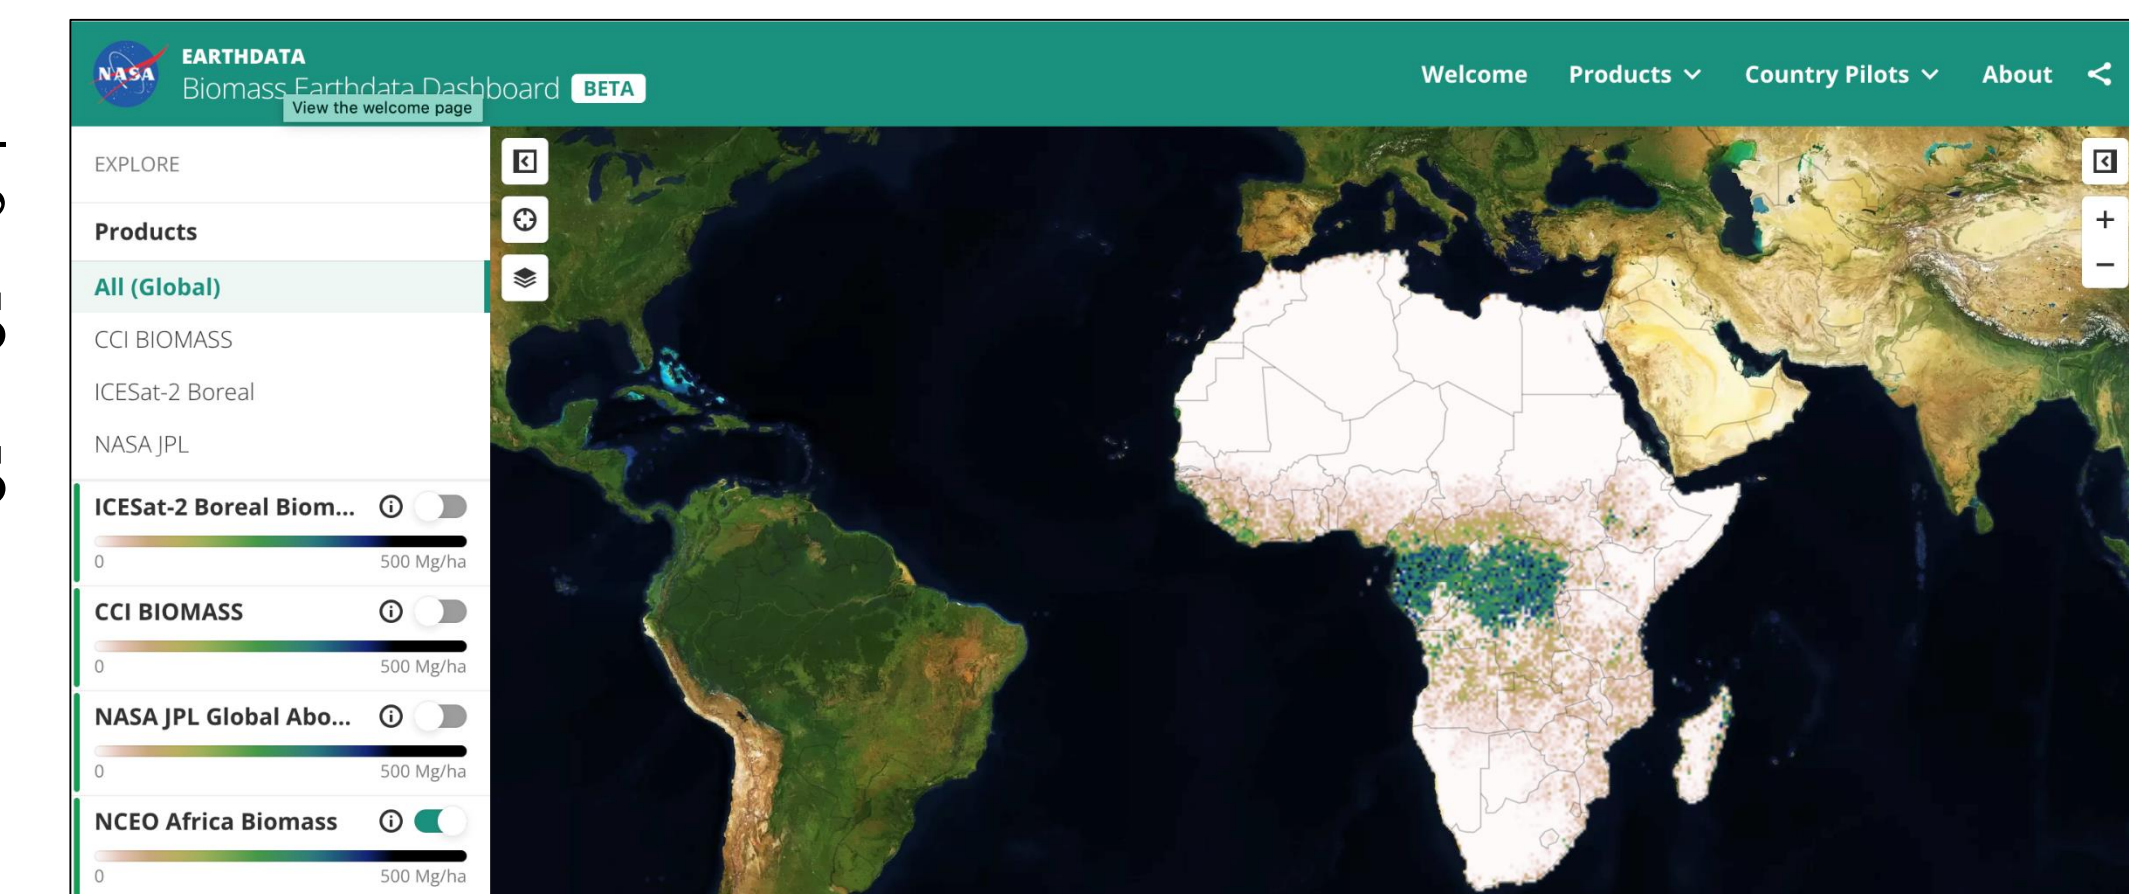 NASA
EARTHDATA
Biomass Earthdata Dashboard BETA
View the welcome page
Welcome Products Country Pilots About
EXPLORE
Products
All (Global)
CCI BIOMASS
ICESat-2 Boreal
NASA JPL
ICESat-2 Boreal Biom...
0 500 Mg/ha
CCI BIOMASS
0 500 Mg/ha
NASA JPL Global Abo...
0 500 Mg/ha
NCEO Africa Biomass
0 500 Mg/ha